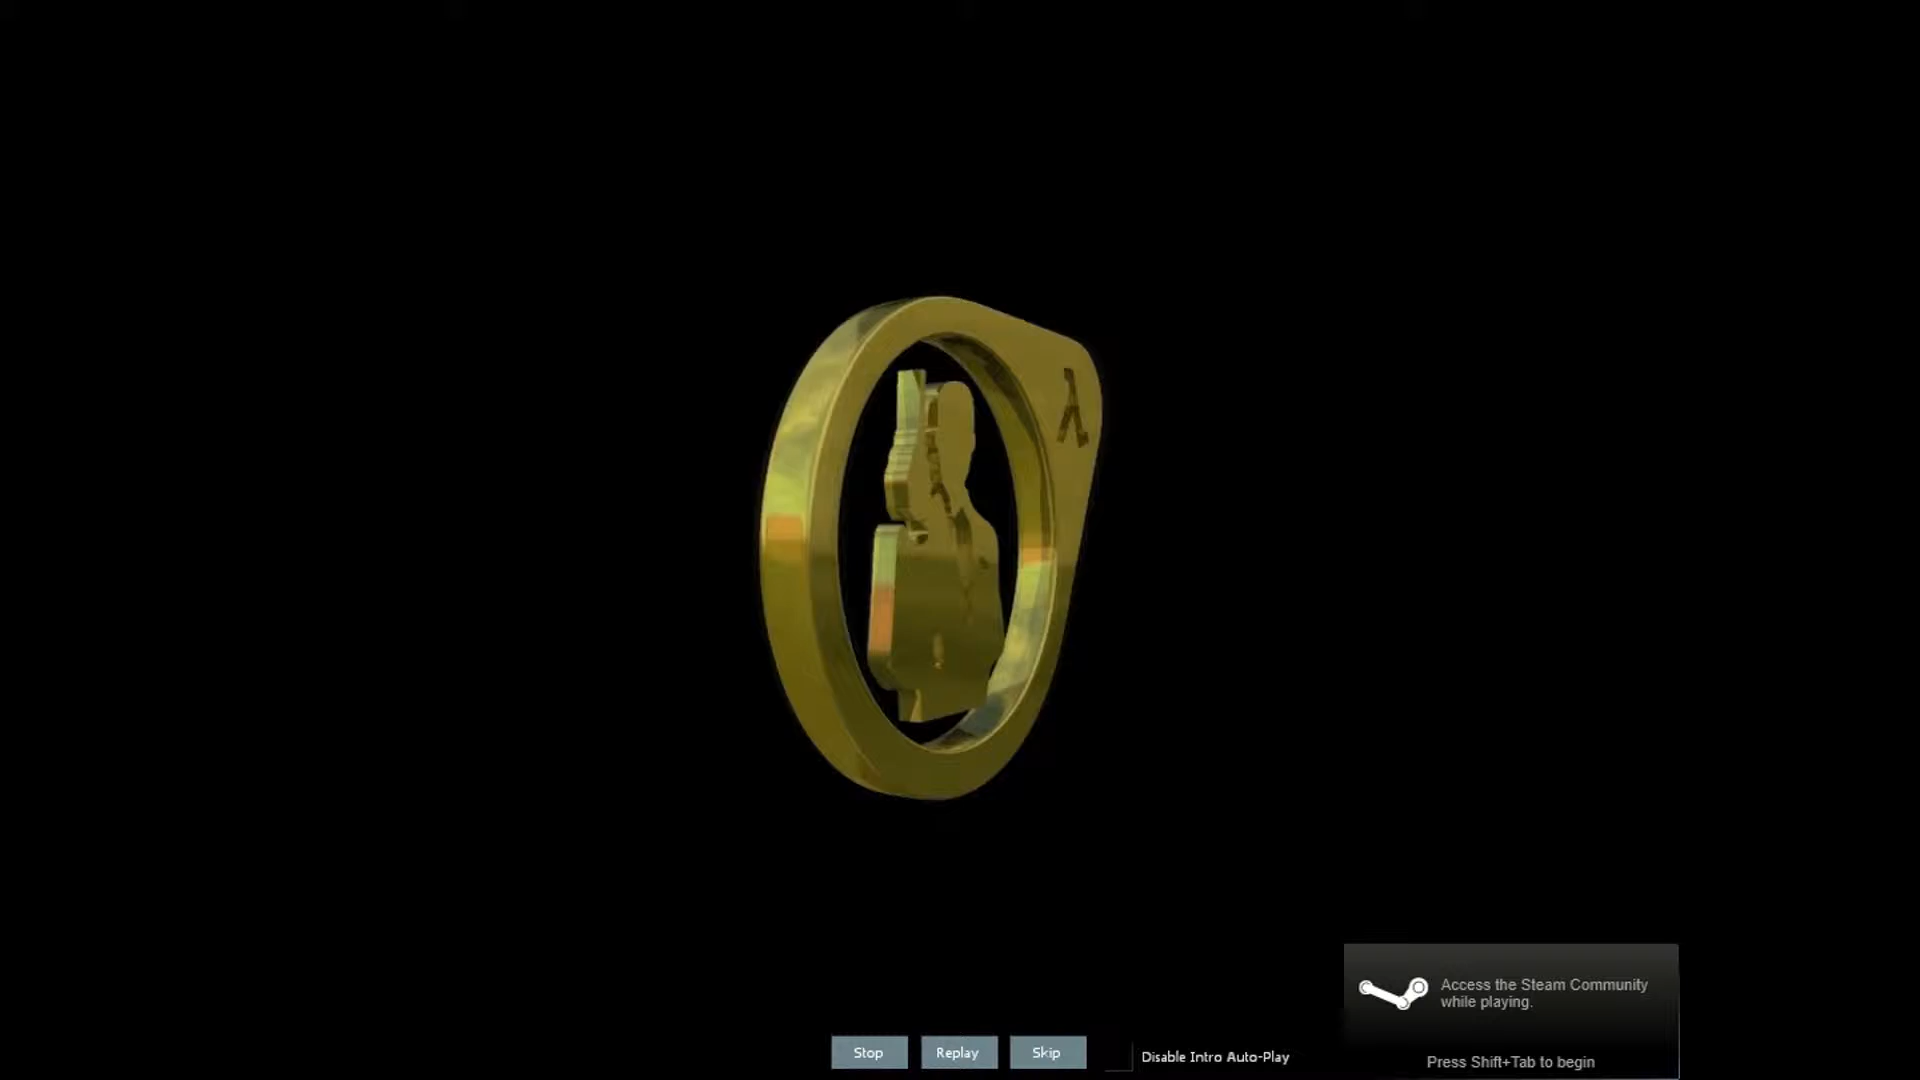 λ
Access the Steam Community
while playing.
Stop Replay Skip Disable Intro Auto-Play
Press Shift+Tab to begin